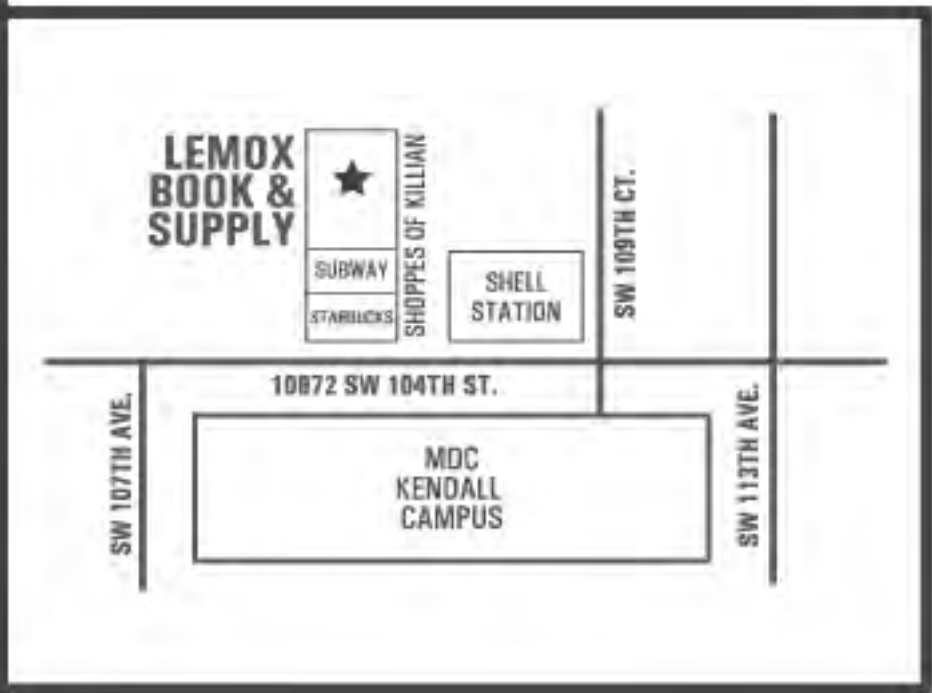 LEMOX
BOOK &
SUPPLY
SUBWAY
STARBUCKS
SHOPPES OF KILLIAN
SHELL
STATION
SW 109TH CT.
10872 SW 104TH ST.
SW 107TH AVE.
MDC
KENDALL
CAMPUS
SW 113TH AVE.